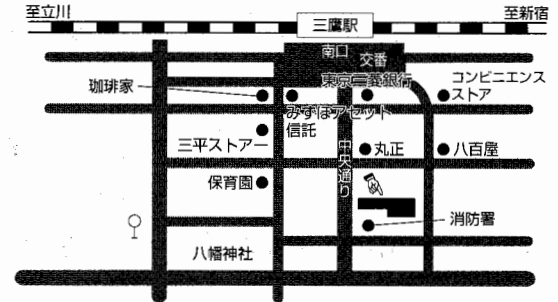 至立川
三鷹駅
至新宿
南口
交番
東京三菱銀行
コンビニエンス
ストア
珈琲家
みずほアセット
信託
三平ストアー
中央通り
丸正
八百屋
保育園
消防署
八幡神社